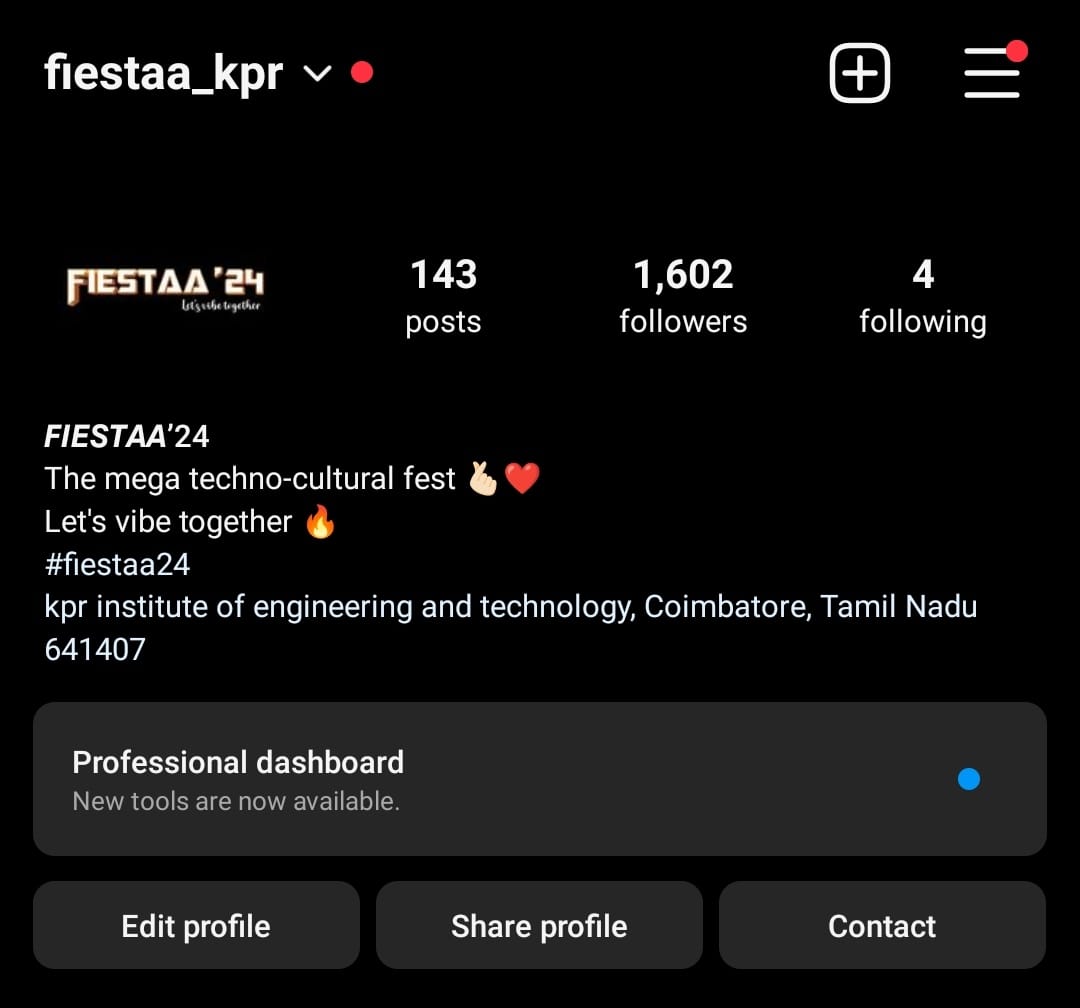 fiestaa_kpr
FIESTAA'24
Let's vibe together
143
posts
1,602
followers
4
following
FIESTAA'24
The mega techno-cultural fest 🫰🏻❤️
Let's vibe together 🔥
#fiestaa24
kpr institute of engineering and technology, Coimbatore, Tamil Nadu
641407
Professional dashboard
New tools are now available.
Edit profile
Share profile
Contact